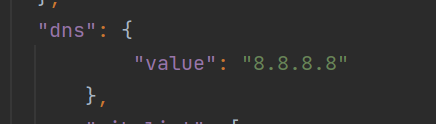 },
"dns": {
"value": "8.8.8.8"
},